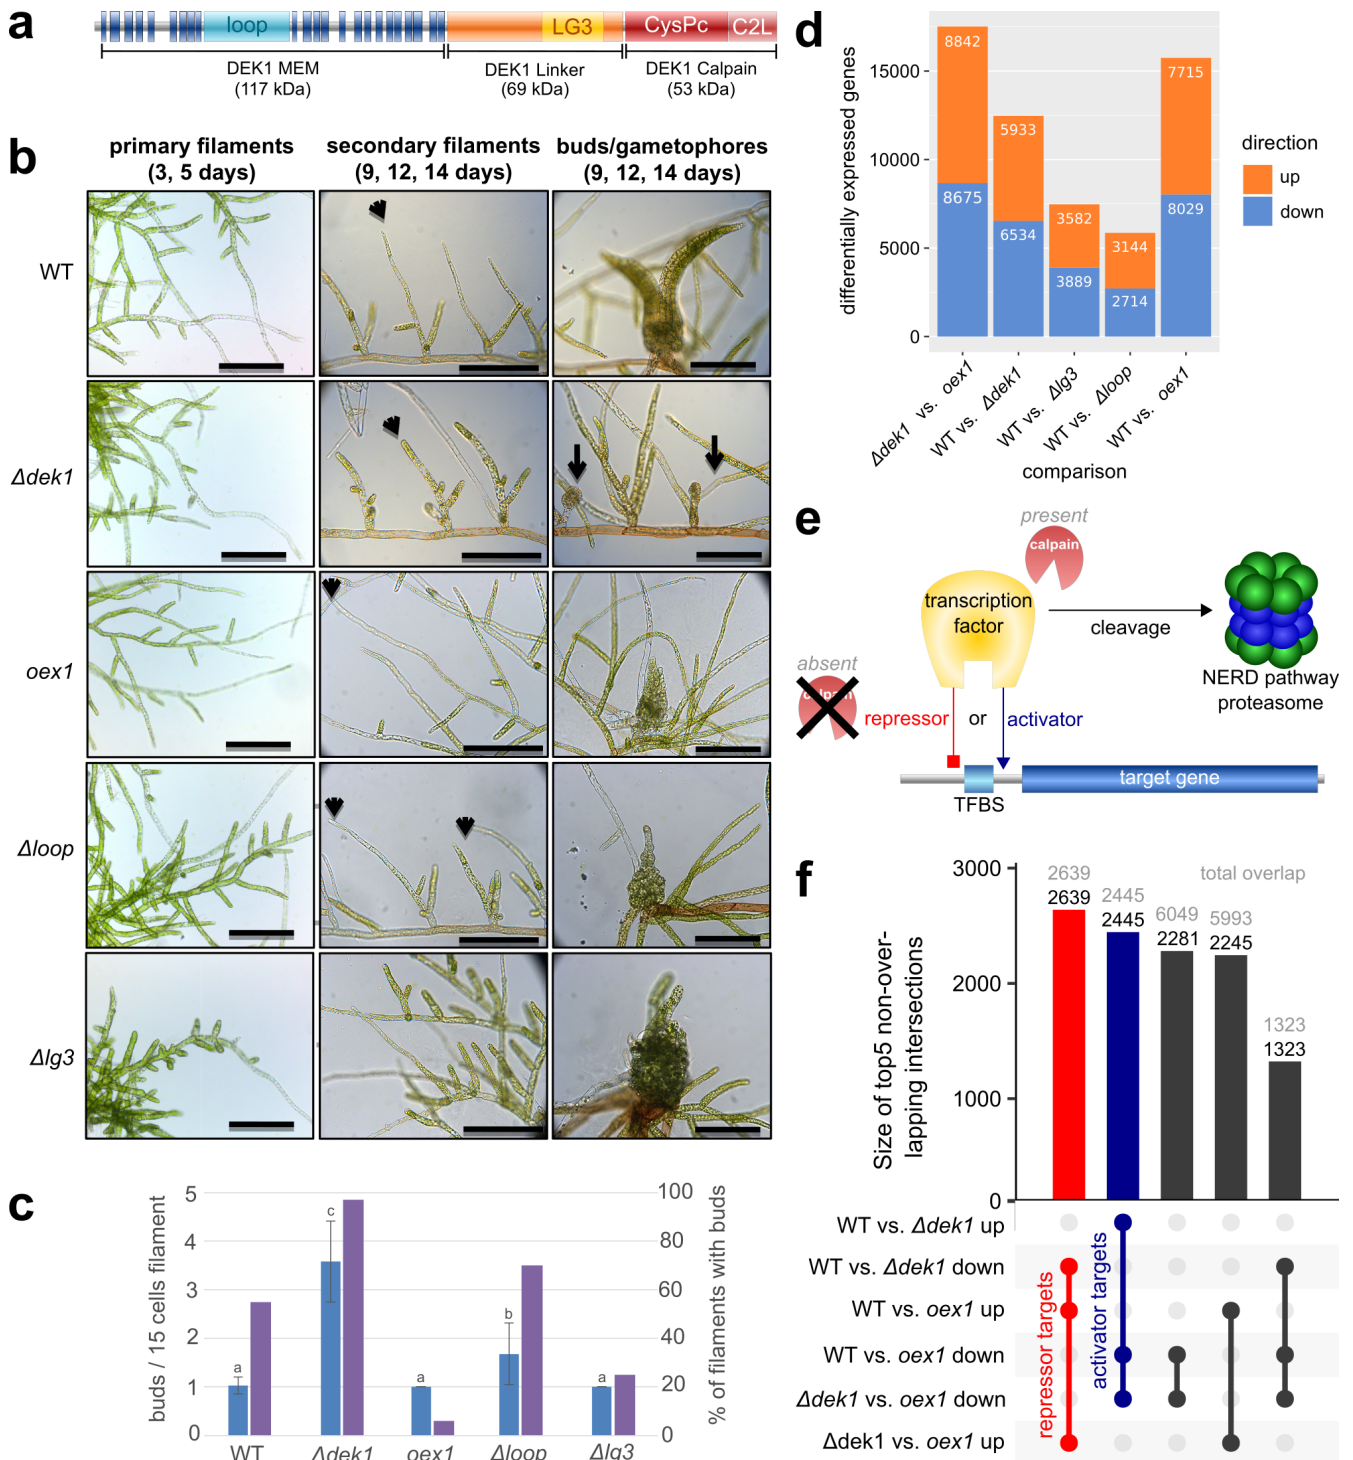 a
loop
LG3
CysPc
C2L
DEK1 MEM
(117 kDa)
DEK1 Linker
(69 kDa)
DEK1 Calpain
(53 kDa)
b
primary filaments
(3, 5 days)
secondary filaments
(9, 12, 14 days)
buds/gametophores
(9, 12, 14 days)
WT
Δdek1
oex1
Δloop
Δlg3
c
buds / 15 cells filament
5
4
3
2
1
0
a
c
a
b
a
100
80
60
40
20
0
% of filaments with buds
WT
Δdek1
oex1
Δloop
Δlg3
d
differentially expressed genes
15000
10000
5000
0
8842
8675
5933
6534
3582
3889
3144
2714
7715
8029
Δdek1 vs. oex1
WT vs. Δdek1
WT vs. Δlg3
WT vs. Δloop
WT vs. oex1
comparison
direction
up
down
e
present
calpain
transcription
factor
cleavage
NERD pathway
proteasome
absent
calpain
repressor
or
activator
TFBS
target gene
f
Size of top5 non-over-
lapping intersections
3000
2000
1000
0
total overlap
2639
2639
2445
2445
6049
2281
5993
2245
1323
1323
WT vs. Δdek1 up
WT vs. Δdek1 down
WT vs. oex1 up
WT vs. oex1 down
Δdek1 vs. oex1 down
Δdek1 vs. oex1 up
repressor targets
activator targets